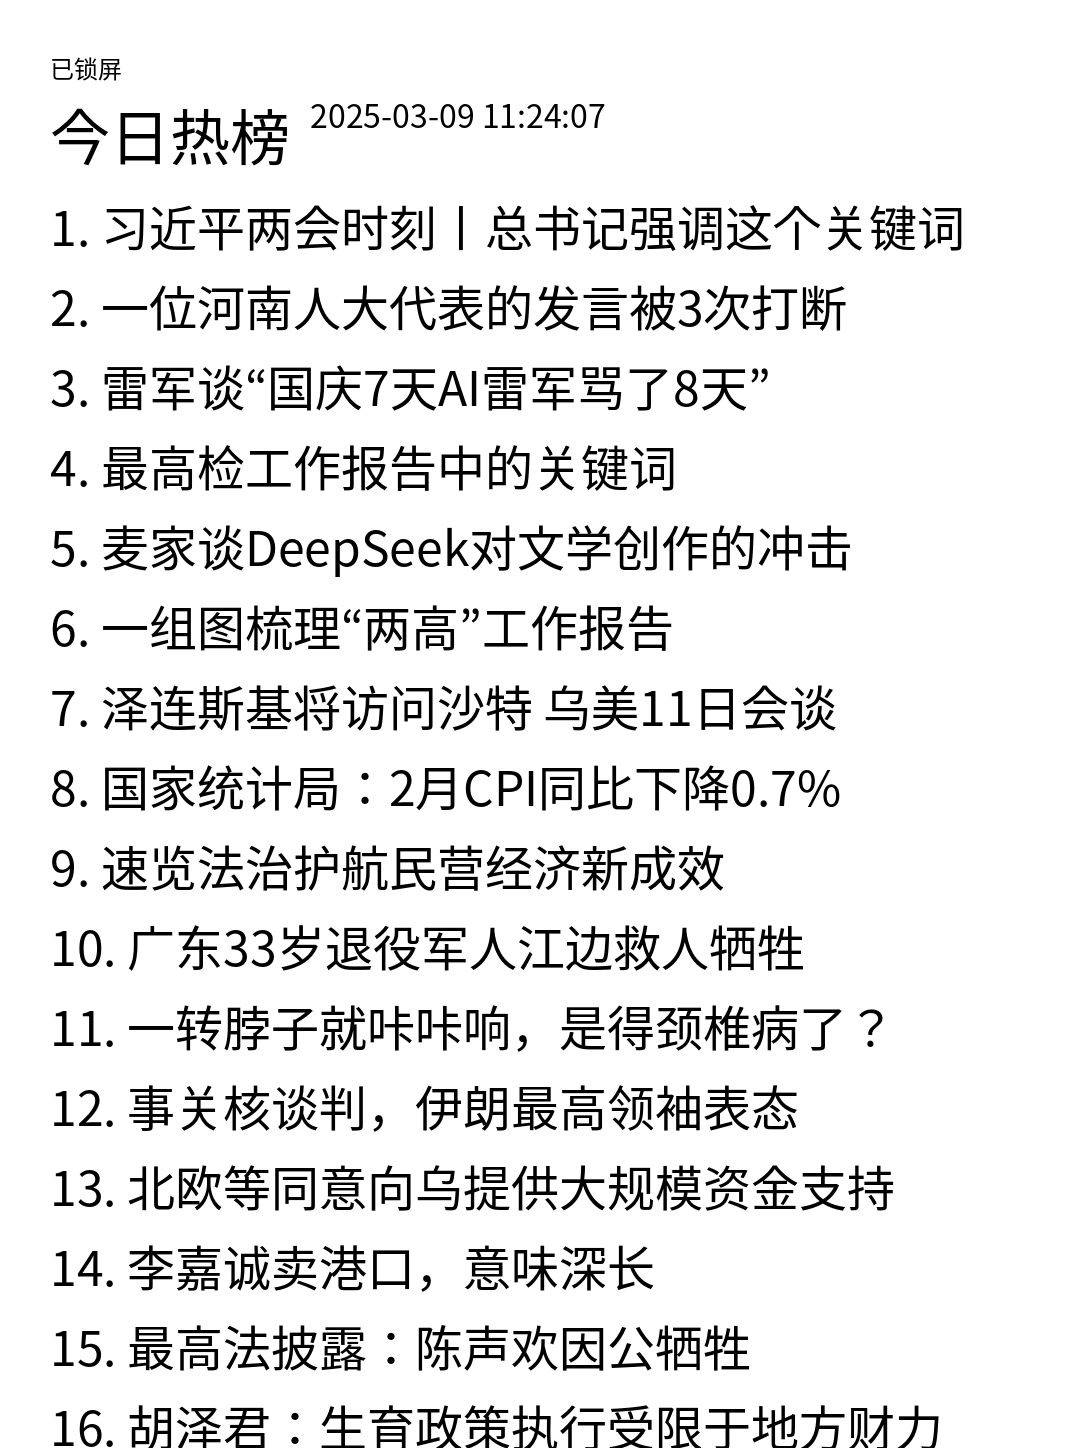 已锁屏
今日热榜 2025-03-09 11:24:07
1. 习近平两会时刻丨总书记强调这个关键词
2. 一位河南人大代表的发言被3次打断
3. 雷军谈“国庆7天AI雷军骂了8天”
4. 最高检工作报告中的关键词
5. 麦家谈DeepSeek对文学创作的冲击
6. 一组图梳理“两高”工作报告
7. 泽连斯基将访问沙特 乌美11日会谈
8. 国家统计局：2月CPI同比下降0.7%
9. 速览法治护航民营经济新成效
10. 广东33岁退役军人江边救人牺牲
11. 一转脖子就咔咔响，是得颈椎病了？
12. 事关核谈判，伊朗最高领袖表态
13. 北欧等同意向乌提供大规模资金支持
14. 李嘉诚卖港口，意味深长
15. 最高法披露：陈声欢因公牺牲
16. 胡泽君：生育政策执行受限于地方财力